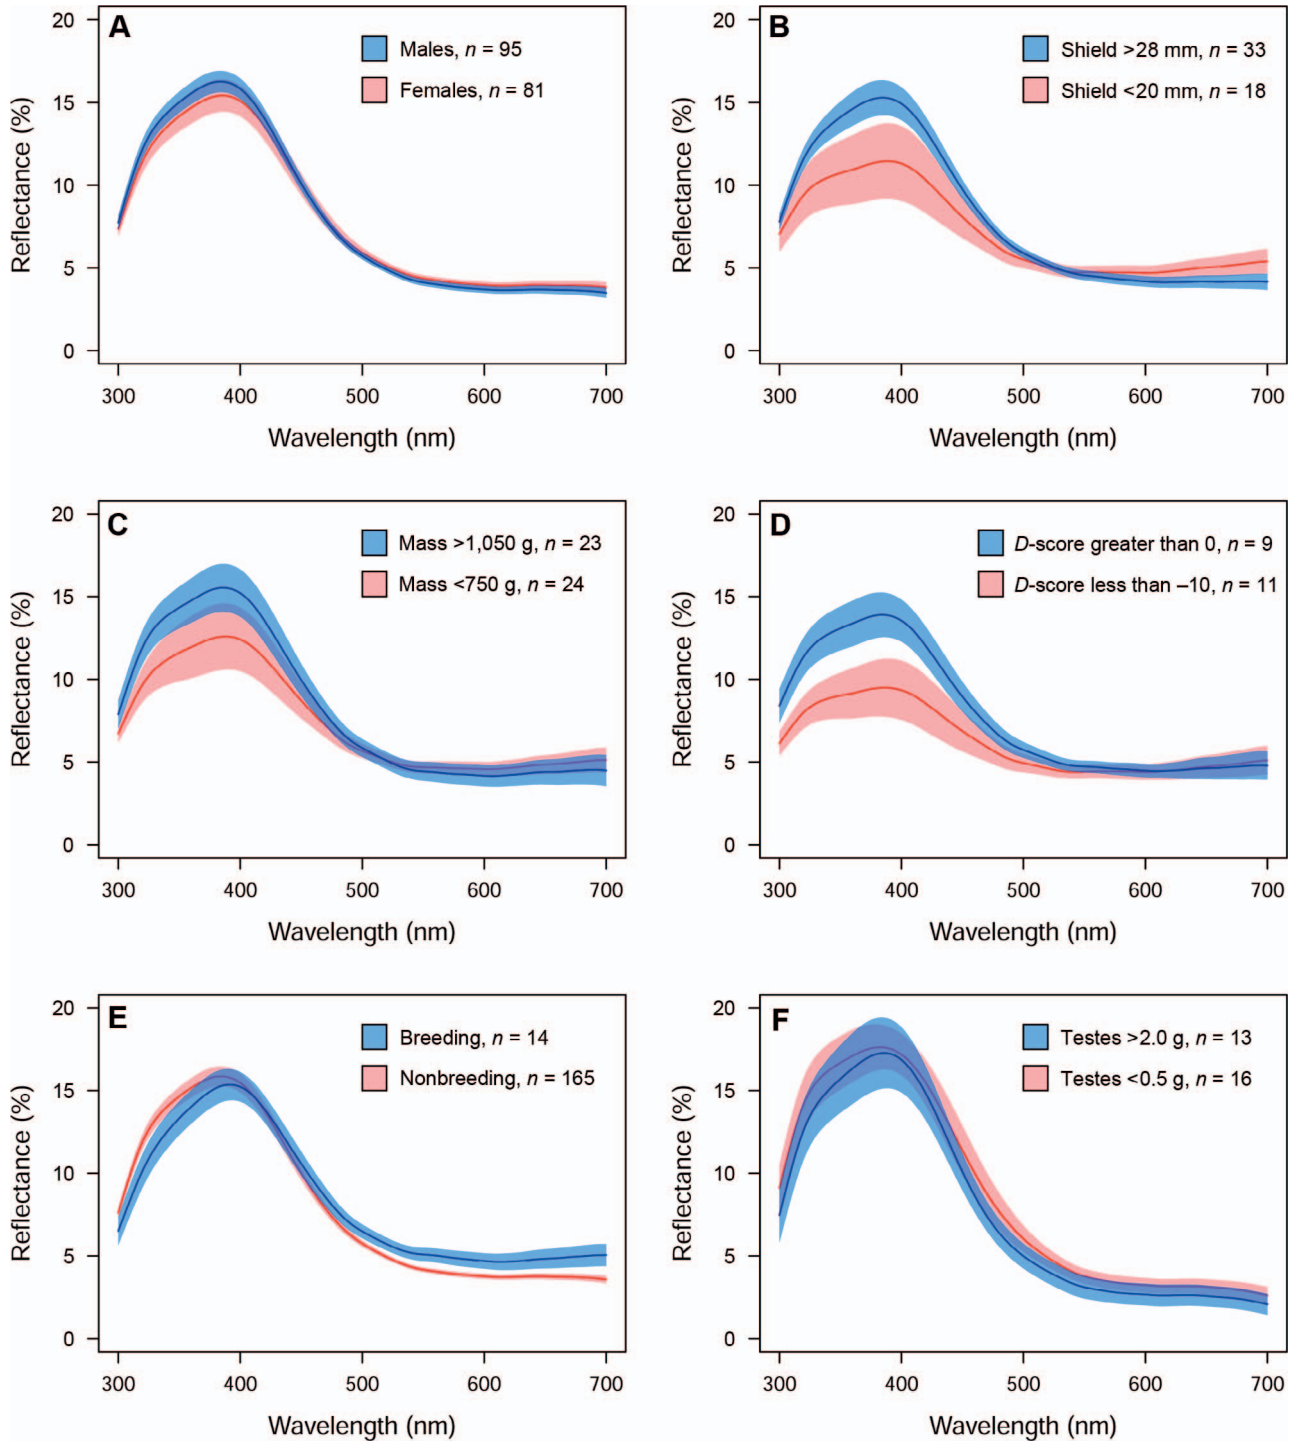 A
Males, n = 95
Females, n = 81
Reflectance (%)
20
15
10
5
0
300 400 500 600 700
Wavelength (nm)
B
Shield >28 mm, n = 33
Shield <20 mm, n = 18
Reflectance (%)
20
15
10
5
0
300 400 500 600 700
Wavelength (nm)
C
Mass >1,050 g, n = 23
Mass <750 g, n = 24
Reflectance (%)
20
15
10
5
0
300 400 500 600 700
Wavelength (nm)
D
D-score greater than 0, n = 9
D-score less than –10, n = 11
Reflectance (%)
20
15
10
5
0
300 400 500 600 700
Wavelength (nm)
E
Breeding, n = 14
Nonbreeding, n = 165
Reflectance (%)
20
15
10
5
0
300 400 500 600 700
Wavelength (nm)
F
Testes >2.0 g, n = 13
Testes <0.5 g, n = 16
Reflectance (%)
20
15
10
5
0
300 400 500 600 700
Wavelength (nm)